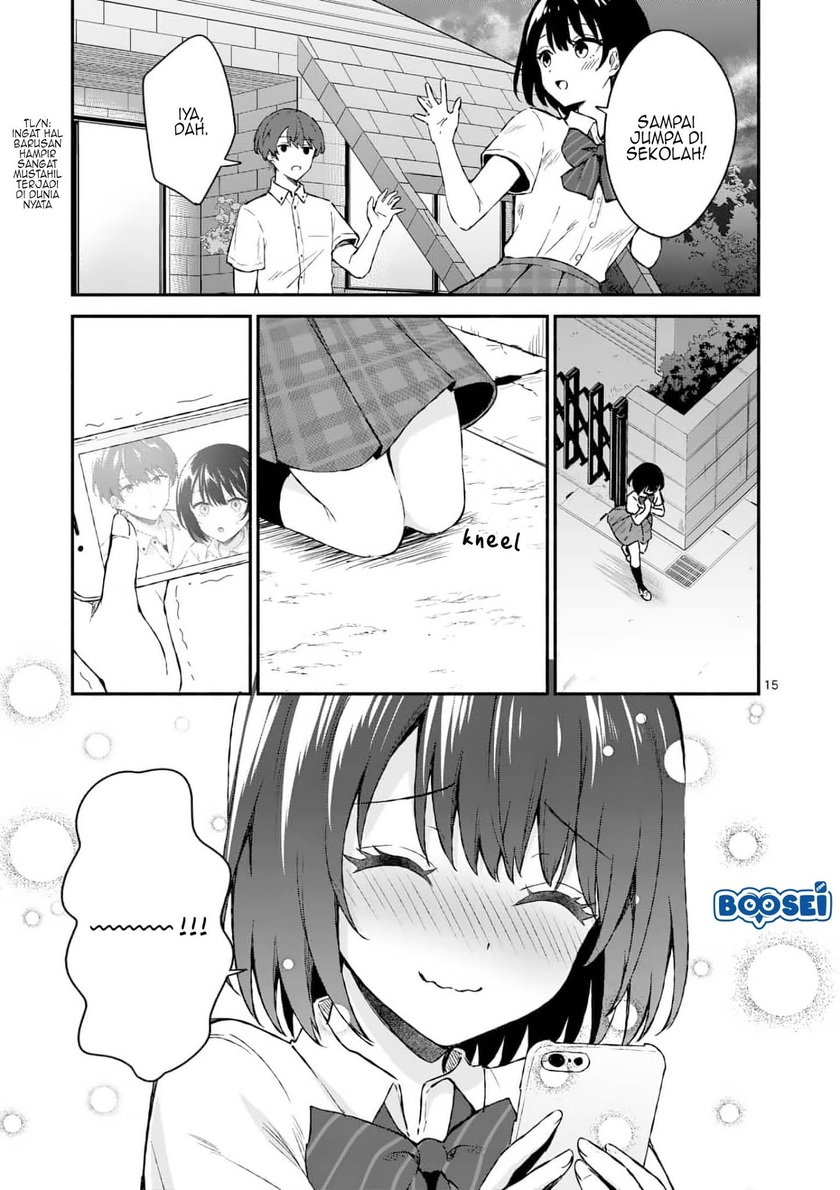 SAMPAI
JUMPA DI
SEKOLAH!
IYA,
DAH.
TL/N:
INGAT HAL
BARUSAN
HAMPIR
SANGAT
MUSTAHIL
TERJADI
DI DUNIA
NYATA
kneel
15
!!!
BOOSEI